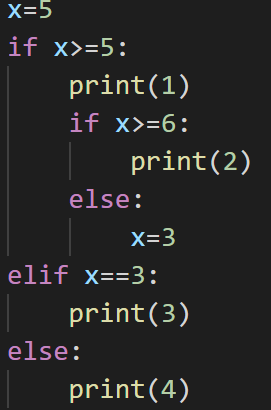 x=5
if x>=5:
    print(1)
    if x>=6:
        print(2)
    else:
        x=3
elif x==3:
    print(3)
else:
    print(4)